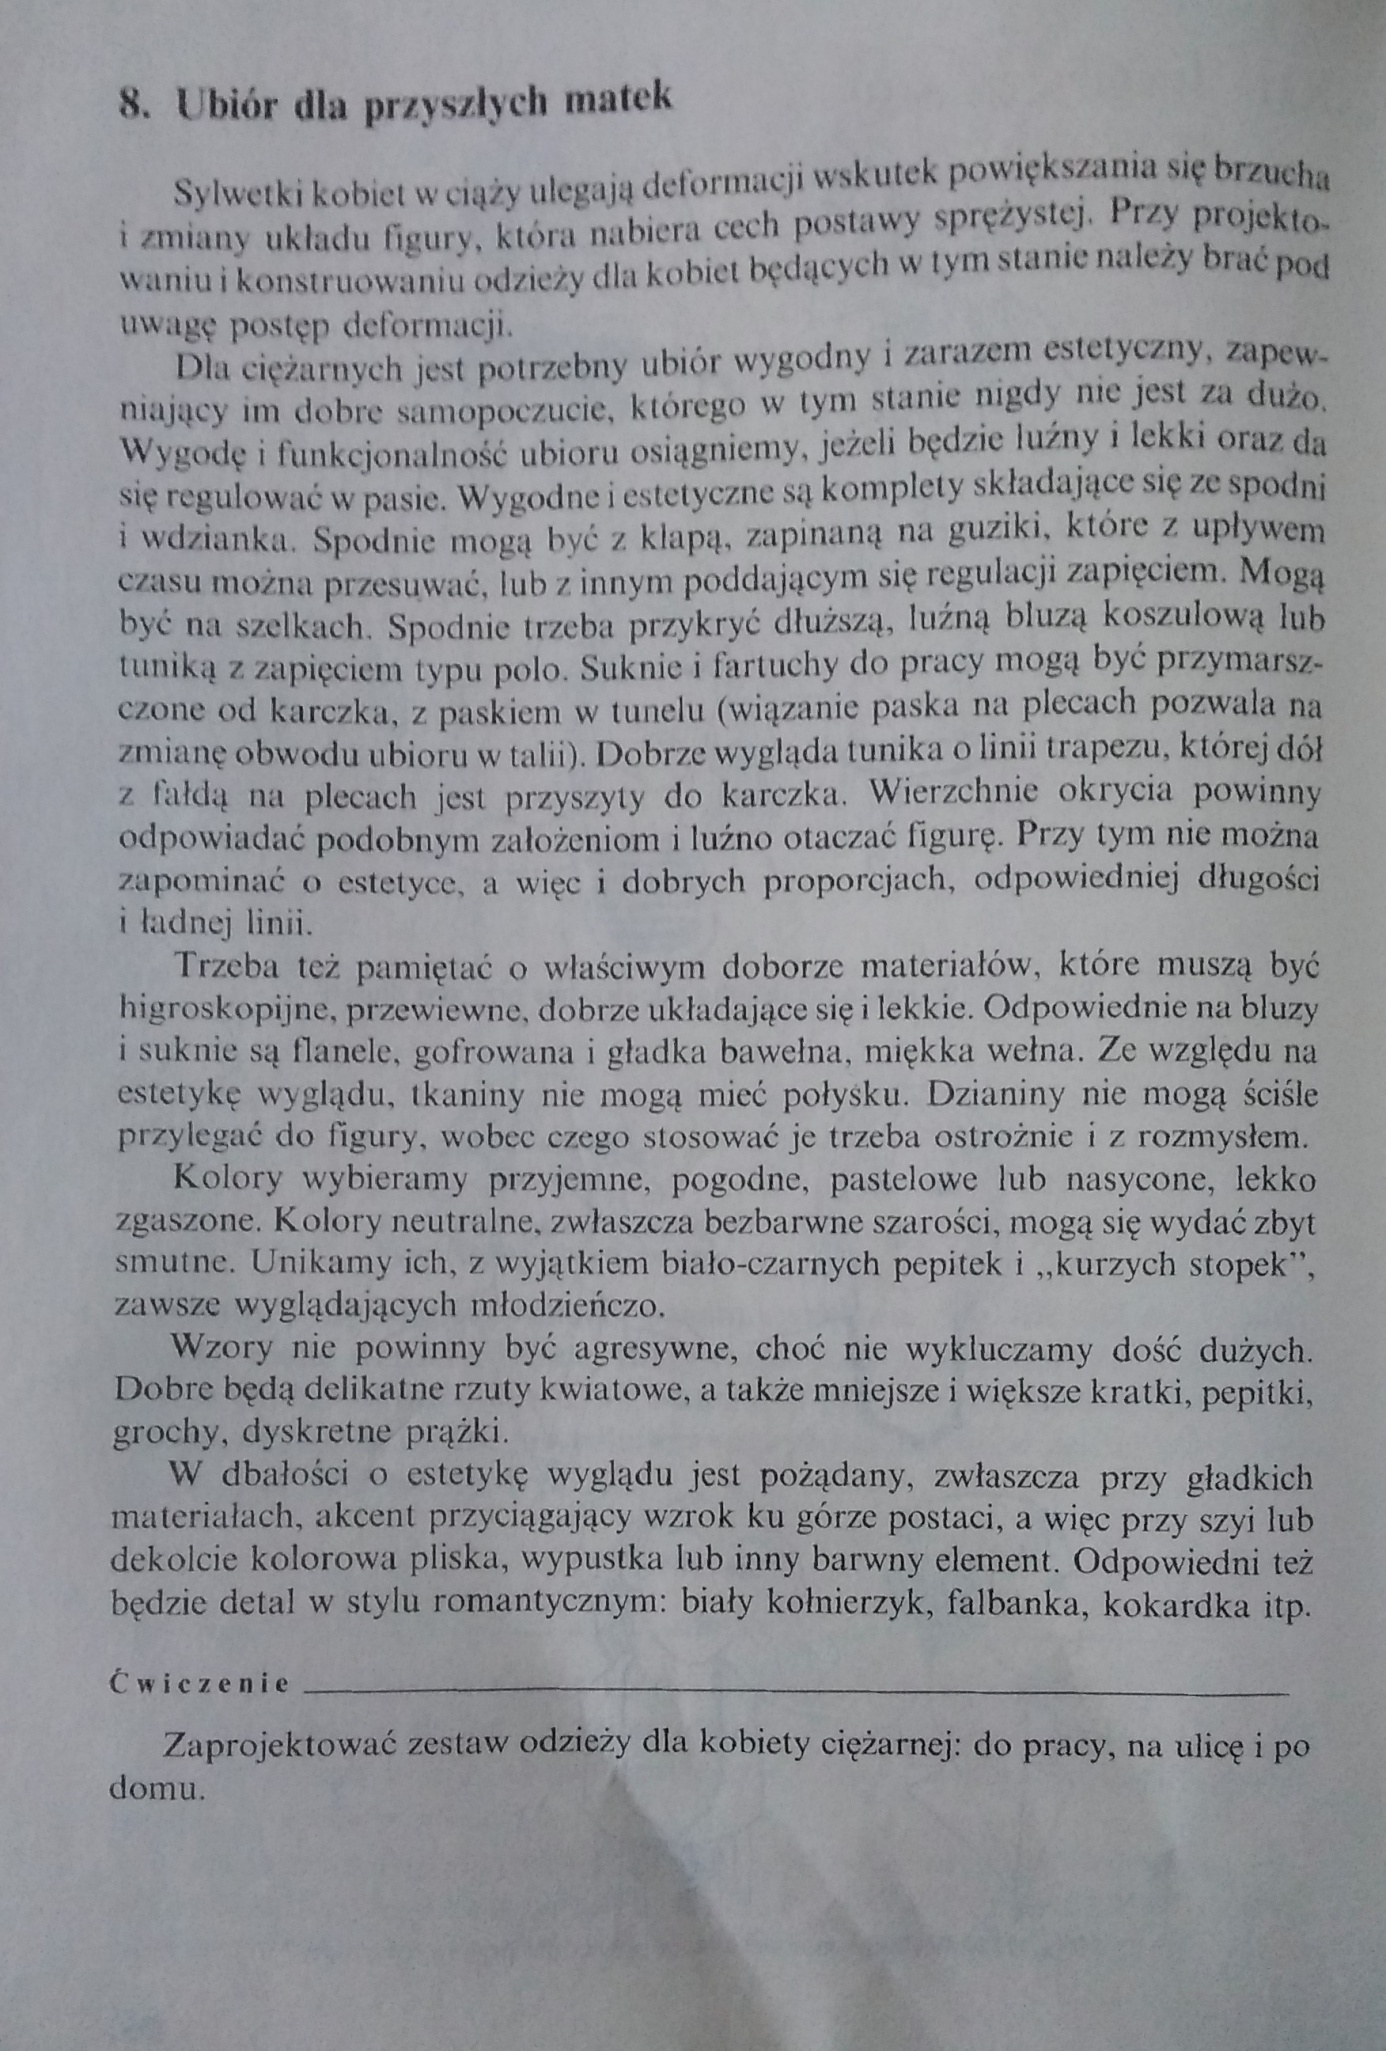 8. Ubiór dla przyszłych matek
Sylwetki kobiet w ciąży ulegają deformacji wskutek powiększania się brzucha
i zmiany układu figury, która nabiera cech postawy sprężystej. Przy projekto-
waniu i konstruowaniu odzieży dla kobiet będących w tym stanie należy brać pod
uwagę postęp deformacji.
Dla ciężarnych jest potrzebny ubiór wygodny i zarazem estetyczny, zapew-
niający im dobre samopoczucie, którego w tym stanie nigdy nie jest za dużo.
Wygodę i funkcjonalność ubioru osiągniemy, jeżeli będzie luźny i lekki oraz da
się regulować w pasie. Wygodne i estetyczne są komplety składające się ze spodni
i wdzianka. Spodnie mogą być z klapą, zapinaną na guziki, które z upływem
czasu można przesuwać, lub z innym poddającym się regulacji zapięciem. Mogą
być na szelkach. Spodnie trzeba przykryć dłuższą, luźną bluzą koszulową lub
tuniką z zapięciem typu polo. Suknie i fartuchy do pracy mogą być przymarsz-
czone od karczka, z paskiem w tunelu (wiązanie paska na plecach pozwala na
zmianę obwodu ubioru w talii). Dobrze wygląda tunika o linii trapezu, której dół
z fałdą na plecach jest przyszyty do karczka. Wierzchnie okrycia powinny
odpowiadać podobnym założeniom i luźno otaczać figurę. Przy tym nie można
zapominać o estetyce, a więc i dobrych proporcjach, odpowiedniej długości
i ładnej linii.
Trzeba też pamiętać o właściwym doborze materiałów, które muszą być
higroskopijne, przewiewne, dobrze układające się i lekkie. Odpowiednie na bluzy
i suknie są flanele, gofrowana i gładka bawełna, miękka wełna. Ze względu na
estetykę wyglądu, tkaniny nie mogą mieć połysku. Dzianiny nie mogą ściśle
przylegać do figury, wobec czego stosować je trzeba ostrożnie i z rozmysłem.
Kolory wybieramy przyjemne, pogodne, pastelowe lub nasycone, lekko
zgaszone. Kolory neutralne, zwłaszcza bezbarwne szarości, mogą się wydać zbyt
smutne. Unikamy ich, z wyjątkiem biało-czarnych pepitek i „kurzych stopek”,
zawsze wyglądających młodzieńczo.
Wzory nie powinny być agresywne, choć nie wykluczamy dość dużych.
Dobre będą delikatne rzuty kwiatowe, a także mniejsze i większe kratki, pepitki,
grochy, dyskretne prążki.
W dbałości o estetykę wyglądu jest pożądany, zwłaszcza przy gładkich
materiałach, akcent przyciągający wzrok ku górze postaci, a więc przy szyi lub
dekolcie kolorowa pliska, wypustka lub inny barwny element. Odpowiedni też
będzie detal w stylu romantycznym: biały kołnierzyk, falbanka, kokardka itp.
Ćwiczenie
Zaprojektować zestaw odzieży dla kobiety ciężarnej: do pracy, na ulicę i po
domu.